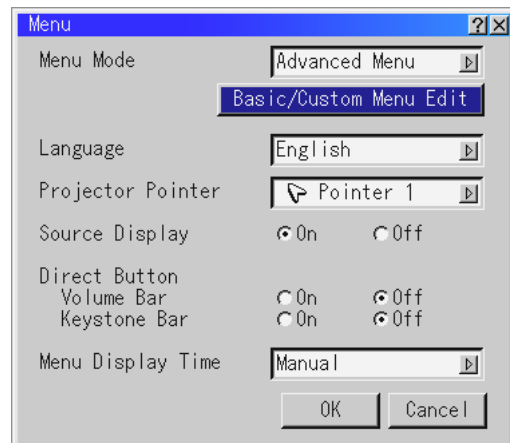 Menu ?
Menu Mode Advanced Menu
Basic/Custom Menu Edit
Language English
Projector Pointer Pointer 1
Source Display On Off
Direct Button
Volume Bar On Off
Keystone Bar On Off
Menu Display Time Manual
OK Cancel